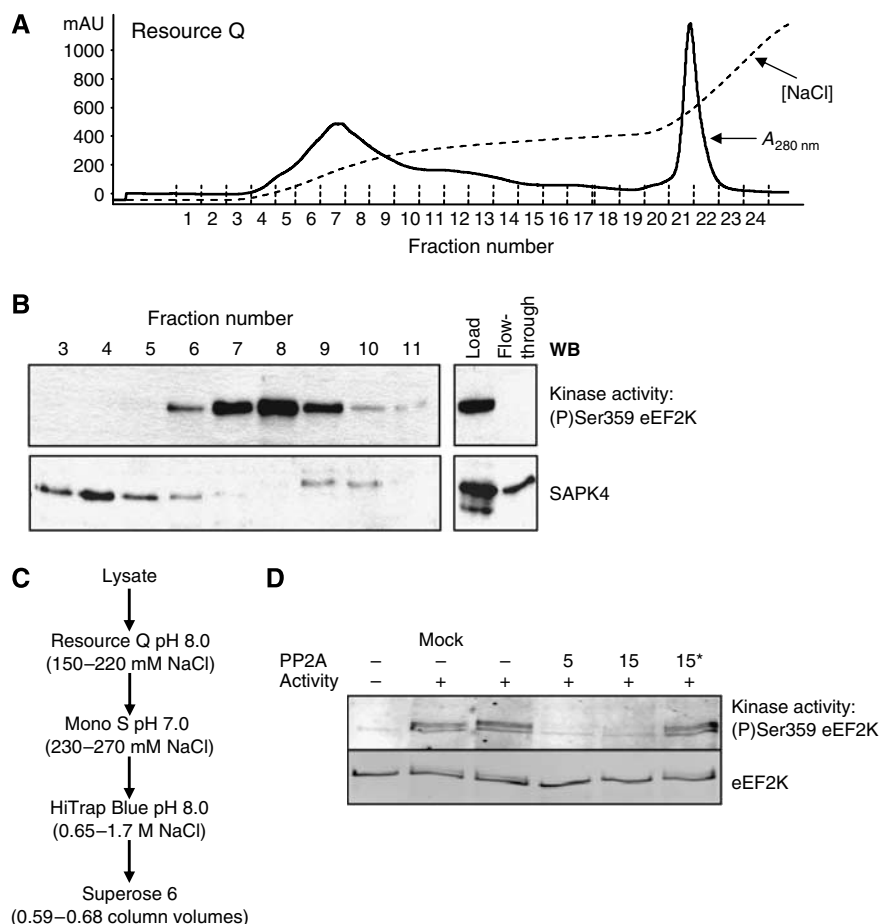 A
mAU
Resource Q
1000
800
600
400
200
0
[NaCl]
A280 nm
1 2 3 4 5 6 7 8 9 10 11 12 13 14 15 16 17 18 19 20 21 22 23 24
Fraction number
B
Fraction number
3 4 5 6 7 8 9 10 11
Load
Flow-
through
WB
Kinase activity:
(P)Ser359 eEF2K
SAPK4
C
Lysate
Resource Q pH 8.0
(150–220 mM NaCl)
Mono S pH 7.0
(230–270 mM NaCl)
HiTrap Blue pH 8.0
(0.65–1.7 M NaCl)
Superose 6
(0.59–0.68 column volumes)
D
Mock
PP2A – – – 5 15 15*
Activity – + + + + +
Kinase activity:
(P)Ser359 eEF2K
eEF2K